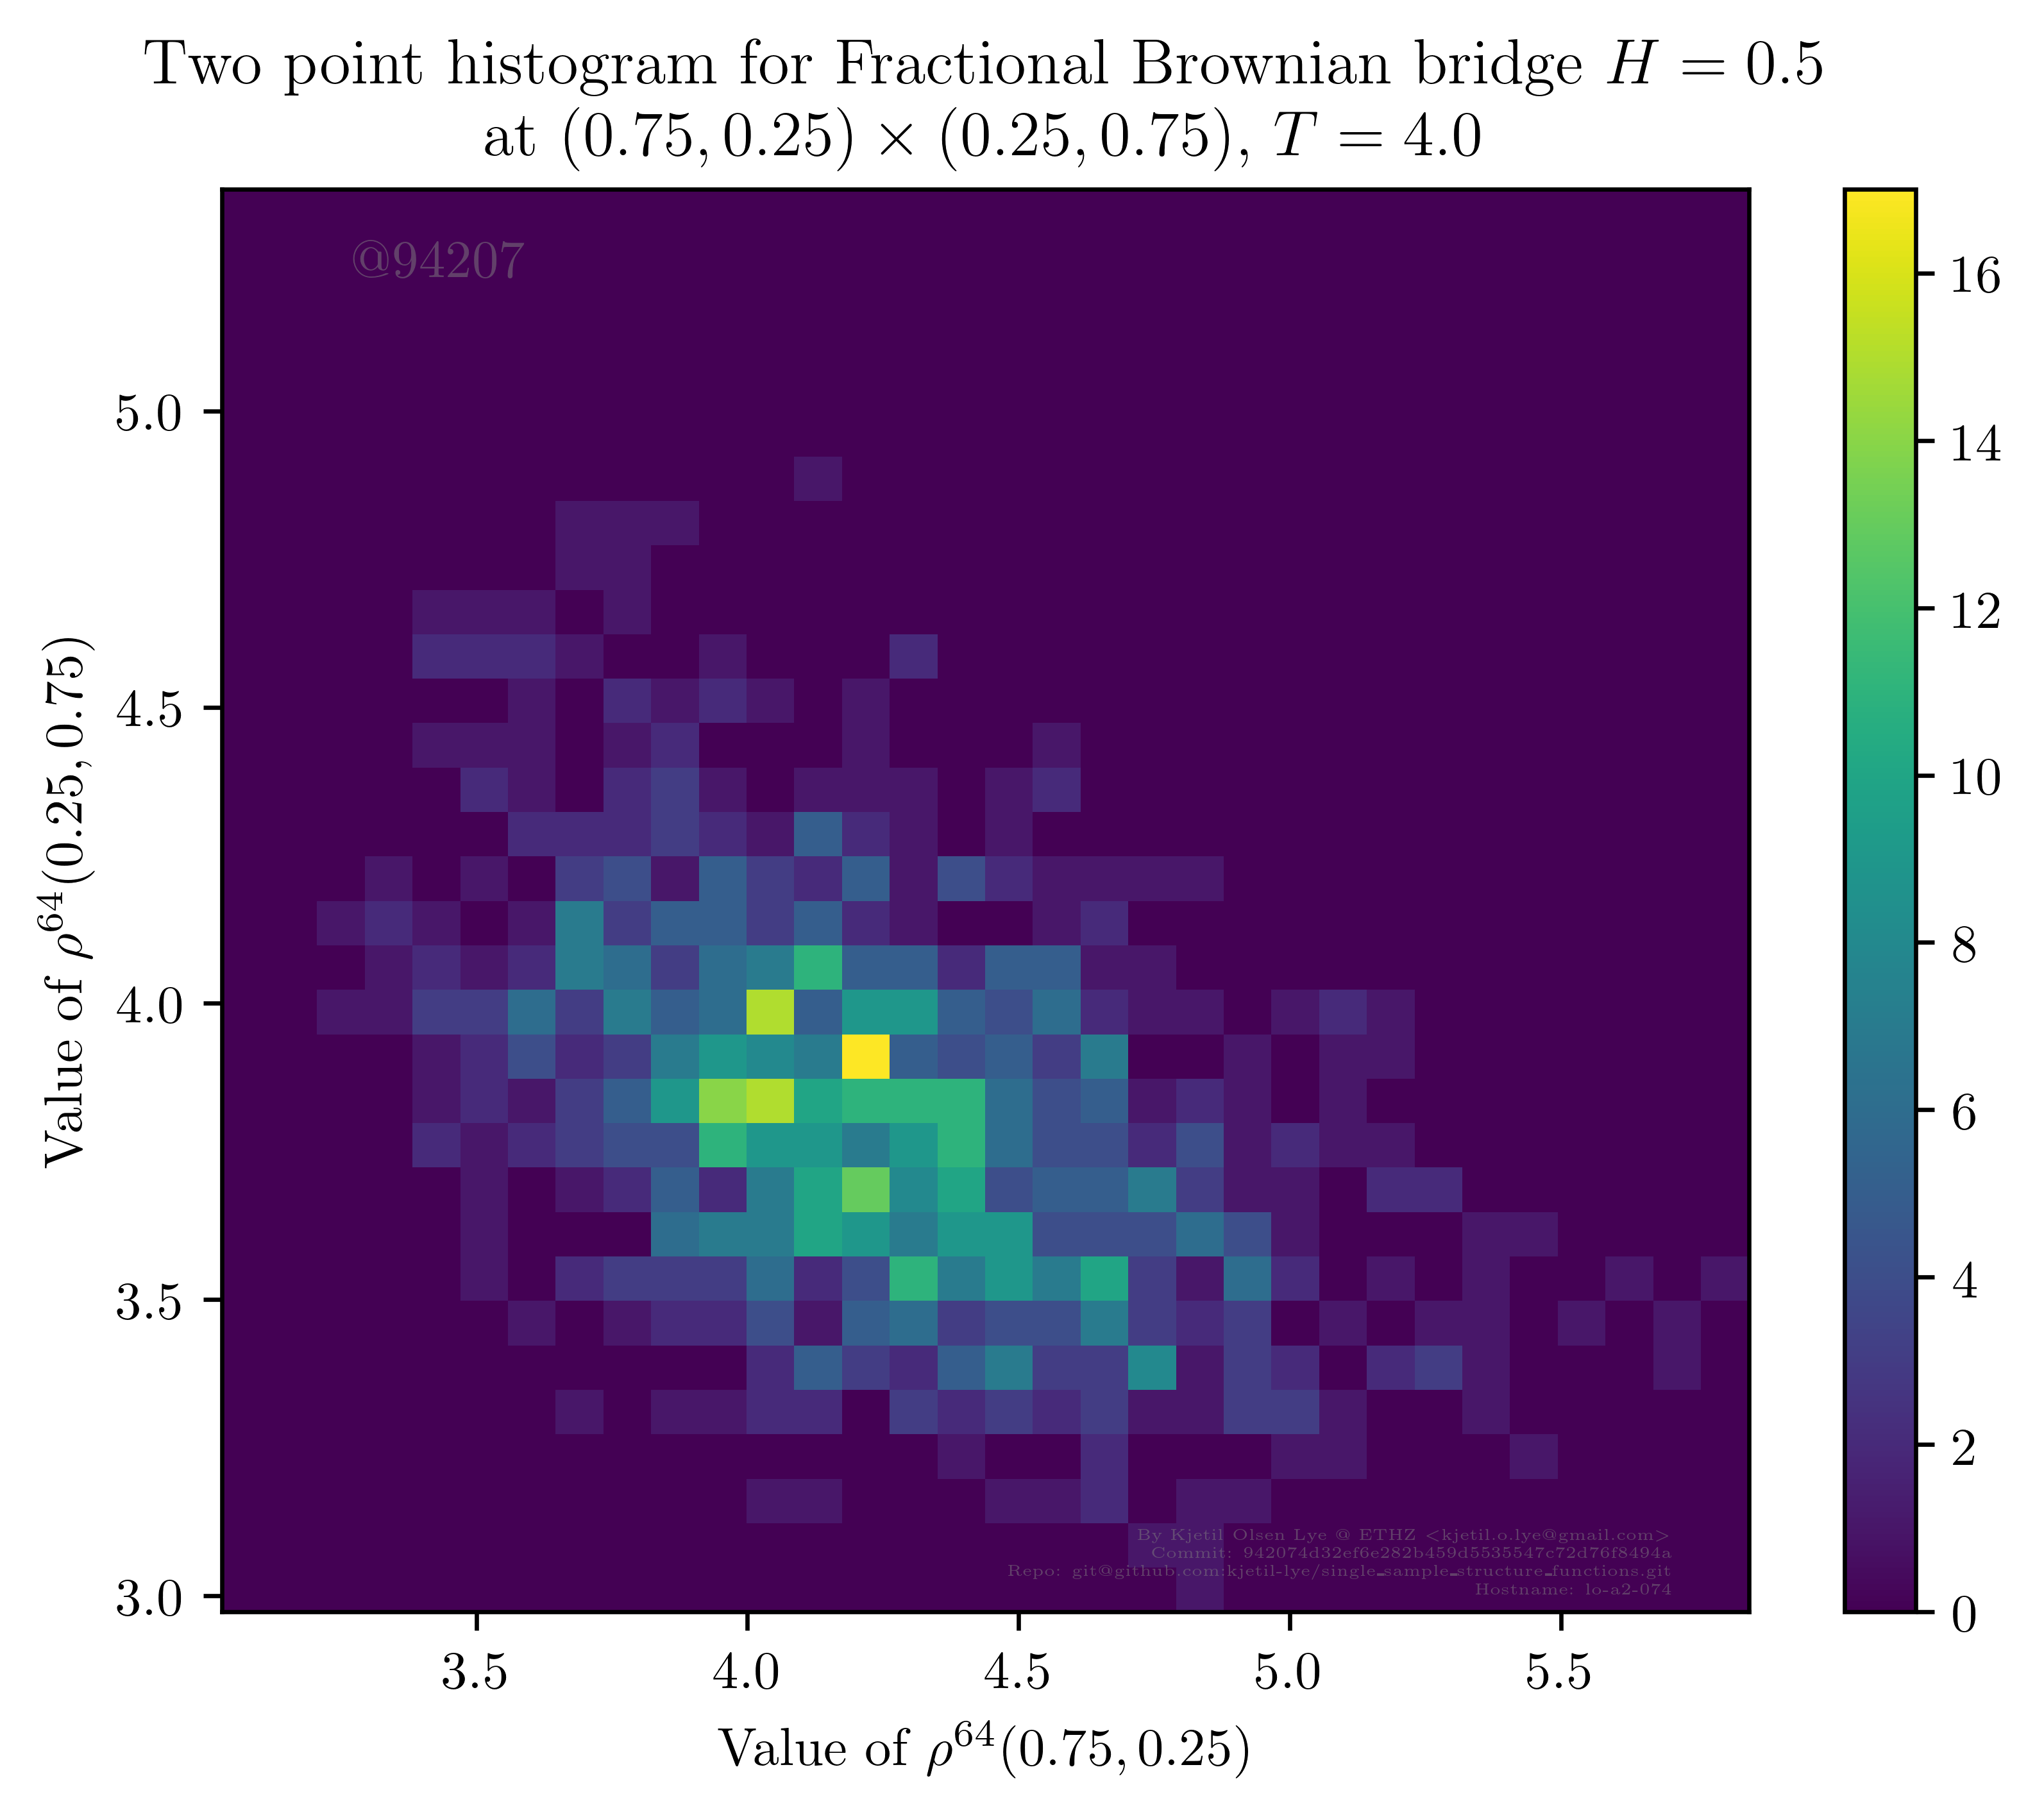 Two point histogram for Fractional Brownian bridge H = 0.5
at (0.75, 0.25) × (0.25, 0.75), T = 4.0
@94207
16
14
12
10
8
6
4
2
0
5.0
4.5
4.0
3.5
3.0
Value of ρ⁶⁴(0.25, 0.75)
By Kjetil Olsen Lye @ ETHZ <kjetil.o.lye@gmail.com>
Commit: 942074d32ef6e282b459d5535547c72d76f8494a
Repo: git@github.com:kjetil-lye/single_sample_structure_functions.git
Hostname: lo-a2-074
3.5 4.0 4.5 5.0 5.5
Value of ρ⁶⁴(0.75, 0.25)